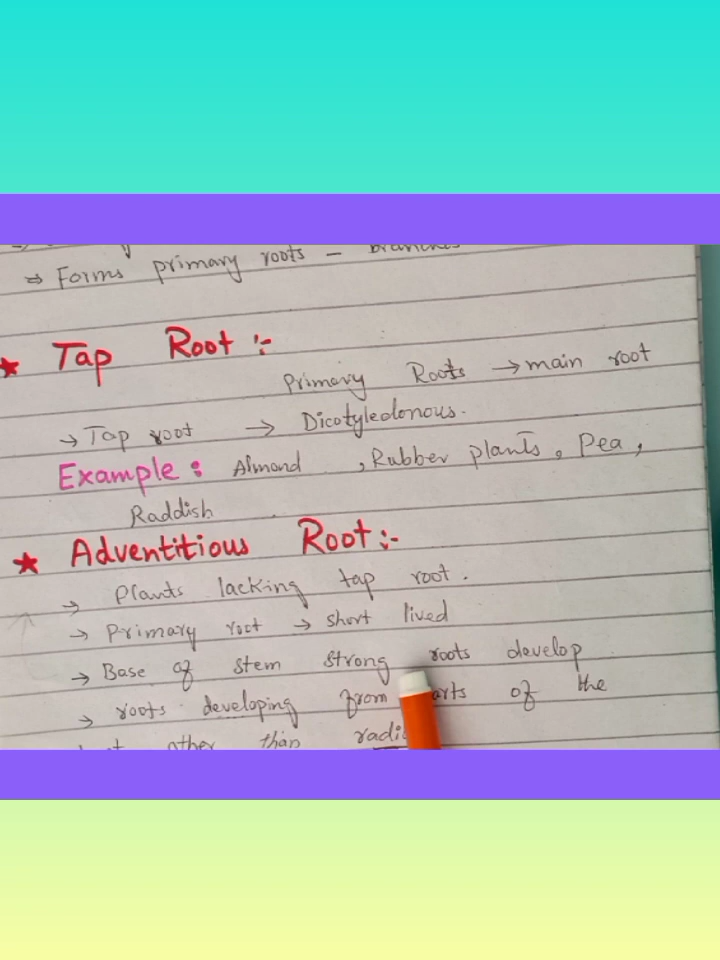 ⇒ Forms primary roots -
★ Tap Root :-
Primary Roots → main root
→ Tap root → Dicotyledonous.
Example : Almond , Rubber plants, Pea,
Raddish
★ Adventitious Root :-
→ Plants lacking tap root.
→ Primary root → short lived
→ Base of stem strong roots develop
→ roots developing from of the
other than